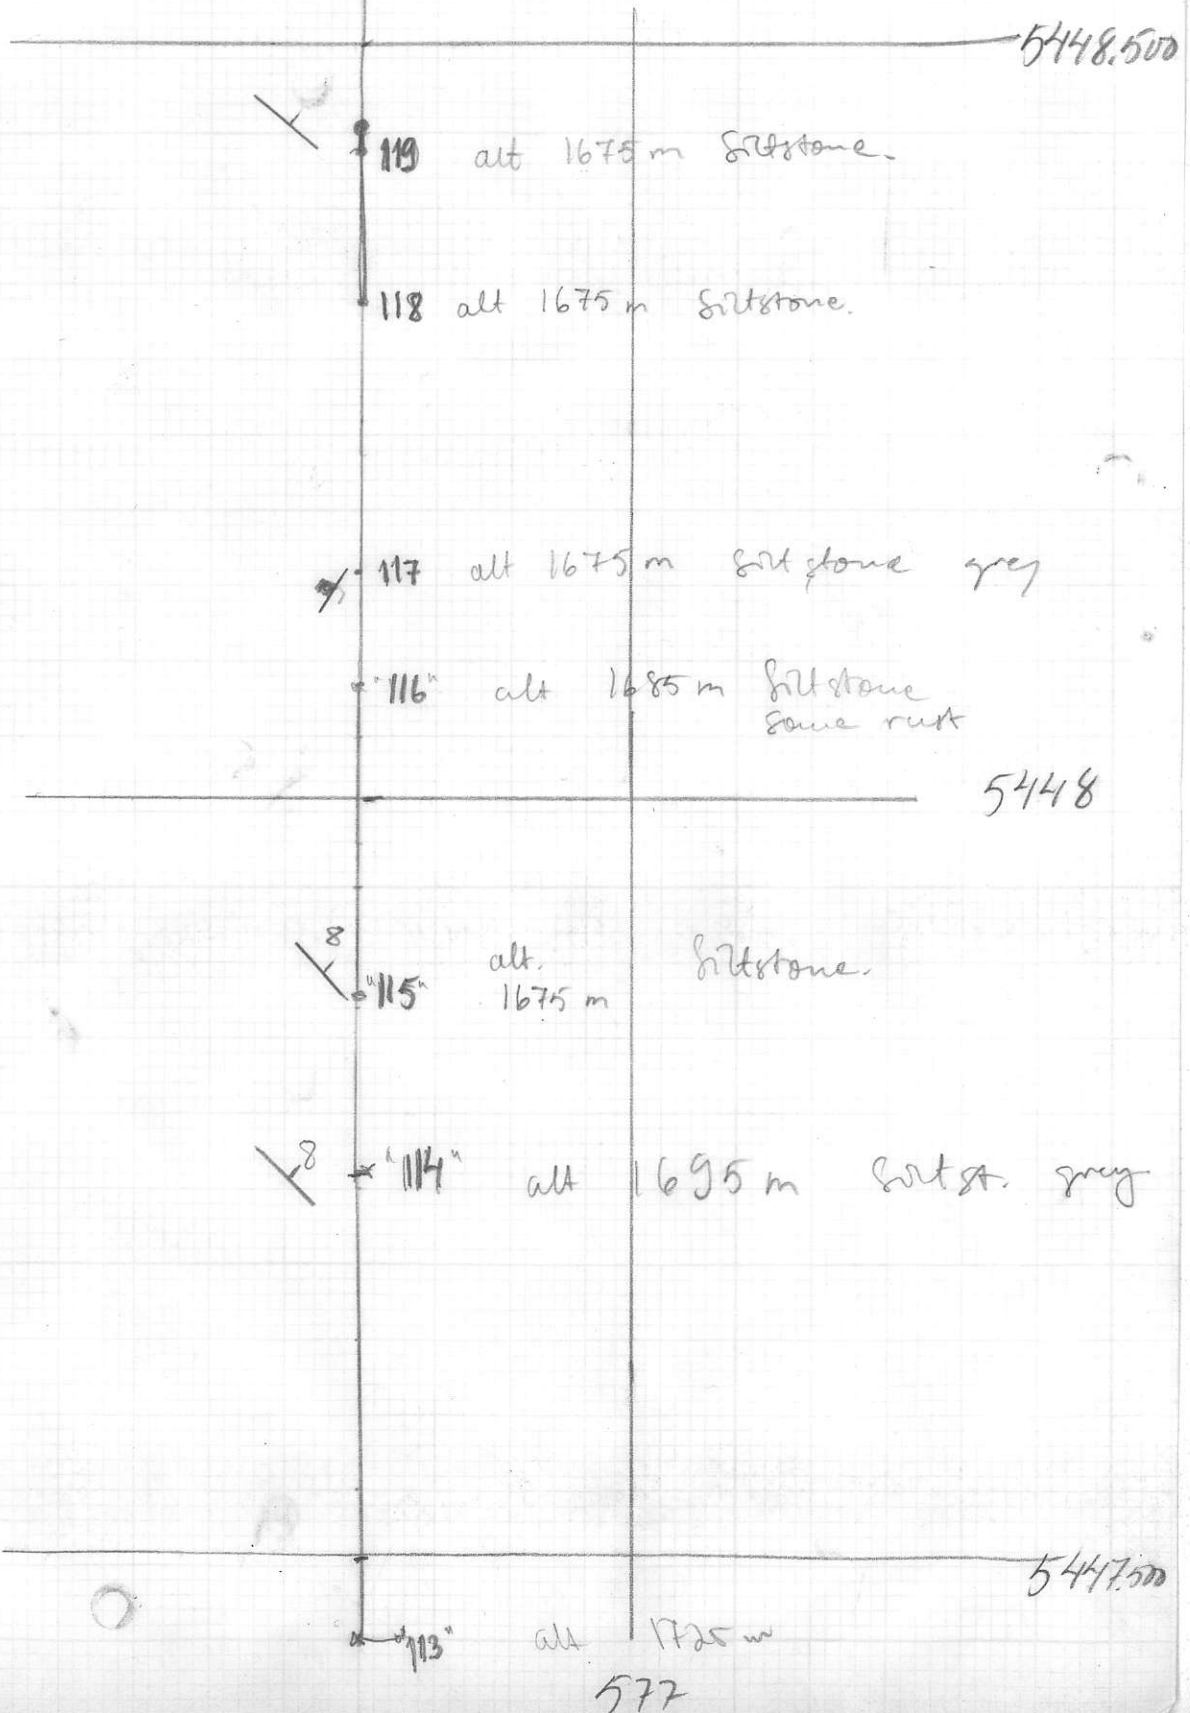 5448.500
119 alt 1675 m Siltstone.
118 alt 1675 m Siltstone.
117 alt 1675 m Siltstone grey
"116" alt 1685 m Siltstone
some rust
5448
8
alt. Siltstone.
"115" 1675 m
8
"114" alt 1695 m Siltst. grey
5447.500
"113" alt 1725 m
577